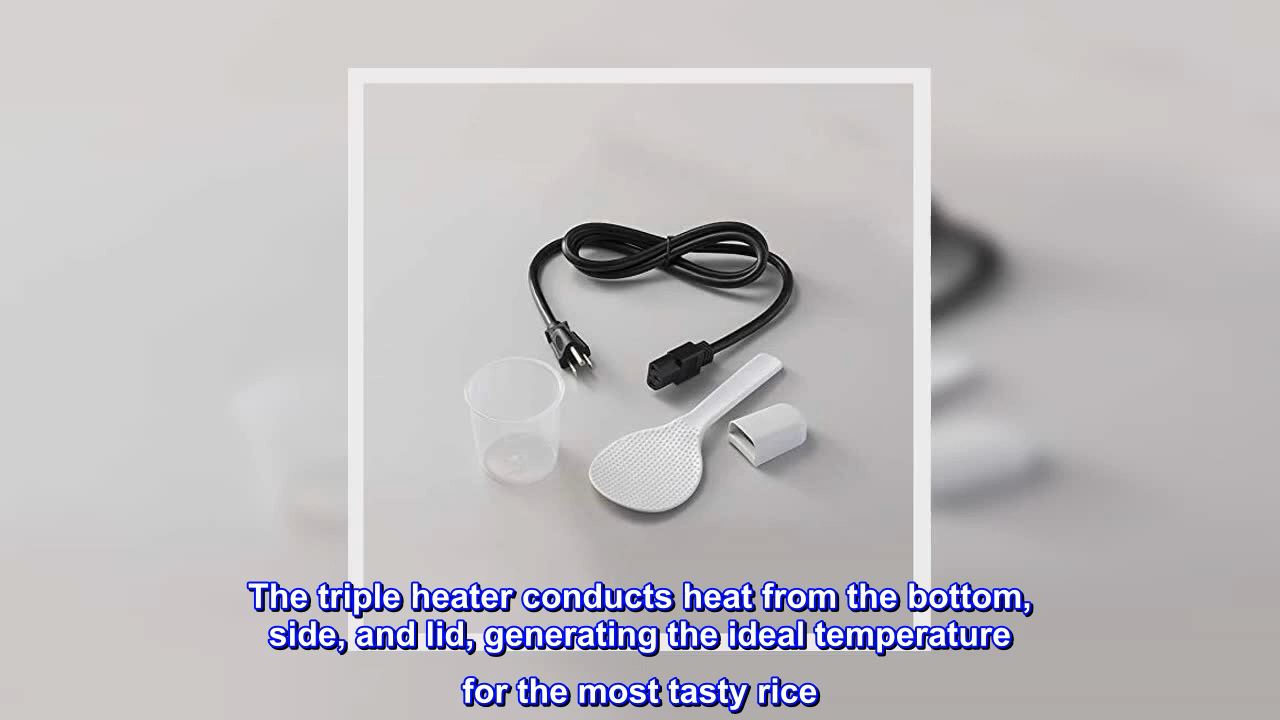 The triple heater conducts heat from the bottom,
side, and lid, generating the ideal temperature
for the most tasty rice